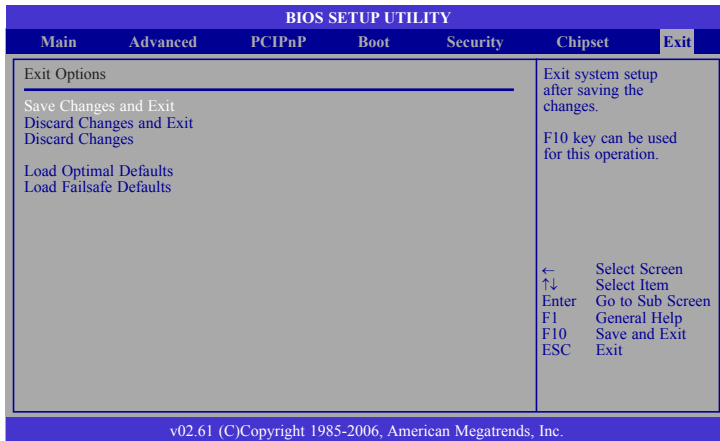 BIOS SETUP UTILITY
Main Advanced PCIPnP Boot Security Chipset Exit
Exit Options
Save Changes and Exit
Discard Changes and Exit
Discard Changes
Load Optimal Defaults
Load Failsafe Defaults
Exit system setup
after saving the
changes.
F10 key can be used
for this operation.
← Select Screen
↑↓ Select Item
Enter Go to Sub Screen
F1 General Help
F10 Save and Exit
ESC Exit
v02.61 (C)Copyright 1985-2006, American Megatrends, Inc.